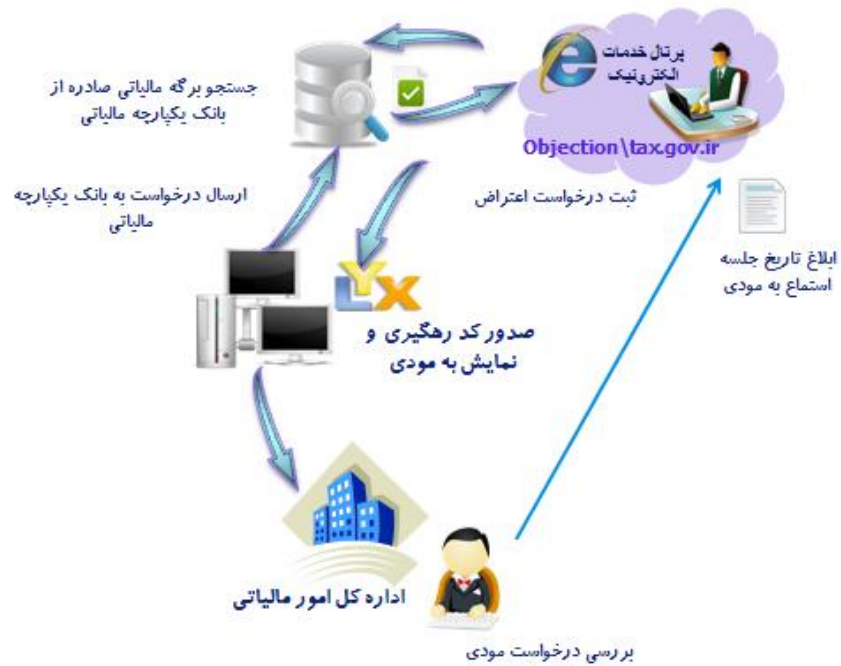 پرتال خدمات
الکترونیک
Objection\tax.gov.ir
جستجو برگه مالیاتی صادره از
بانک یکپارچه مالیاتی
ارسال درخواست به بانک یکپارچه
مالیاتی
ثبت درخواست اعتراض
ابلاغ تاریخ جلسه
استماع به مودی
LYX
صدور کد رهگیری و
نمایش به مودی
اداره کل امور مالیاتی
بررسی درخواست مودی